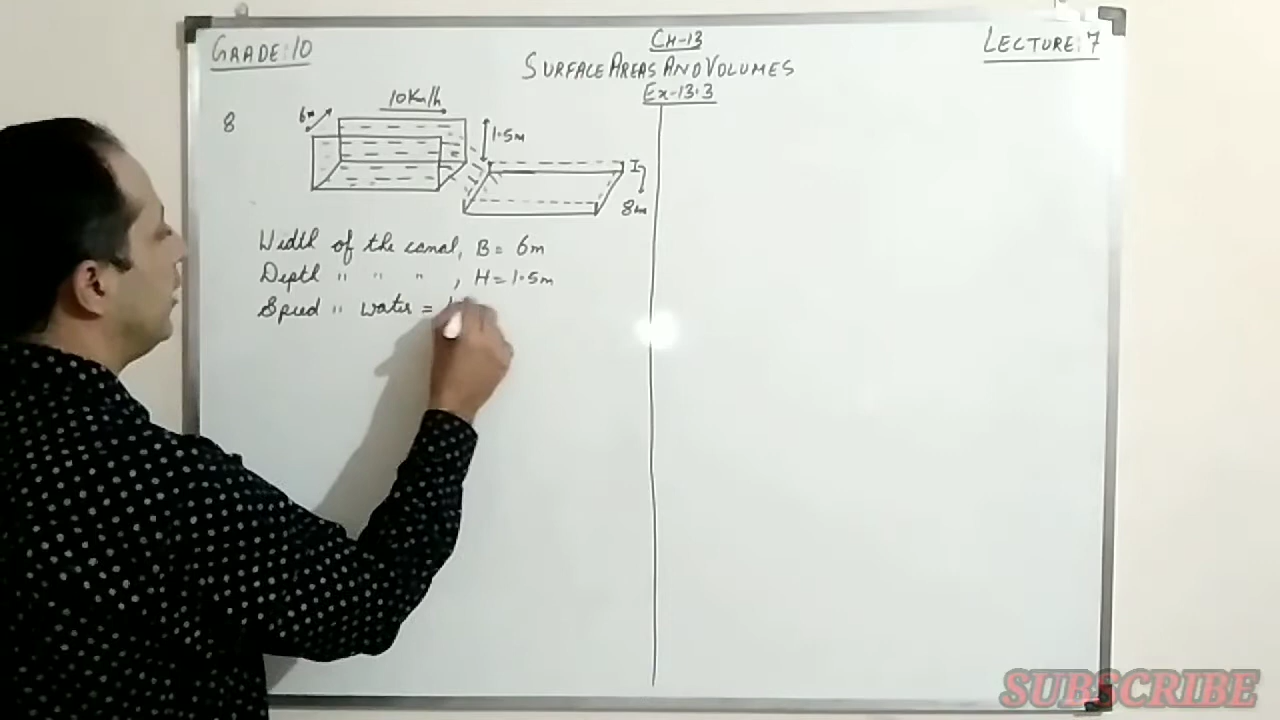 GRADE:10
CH-13
LECTURE:7
SURFACE AREAS AND VOLUMES
Ex-13.3
8
6m
10Km/h
1.5m
Width of the canal, B = 6m
Depth " " " , H = 1.5m
Speed " water =
SUBSCRIBE